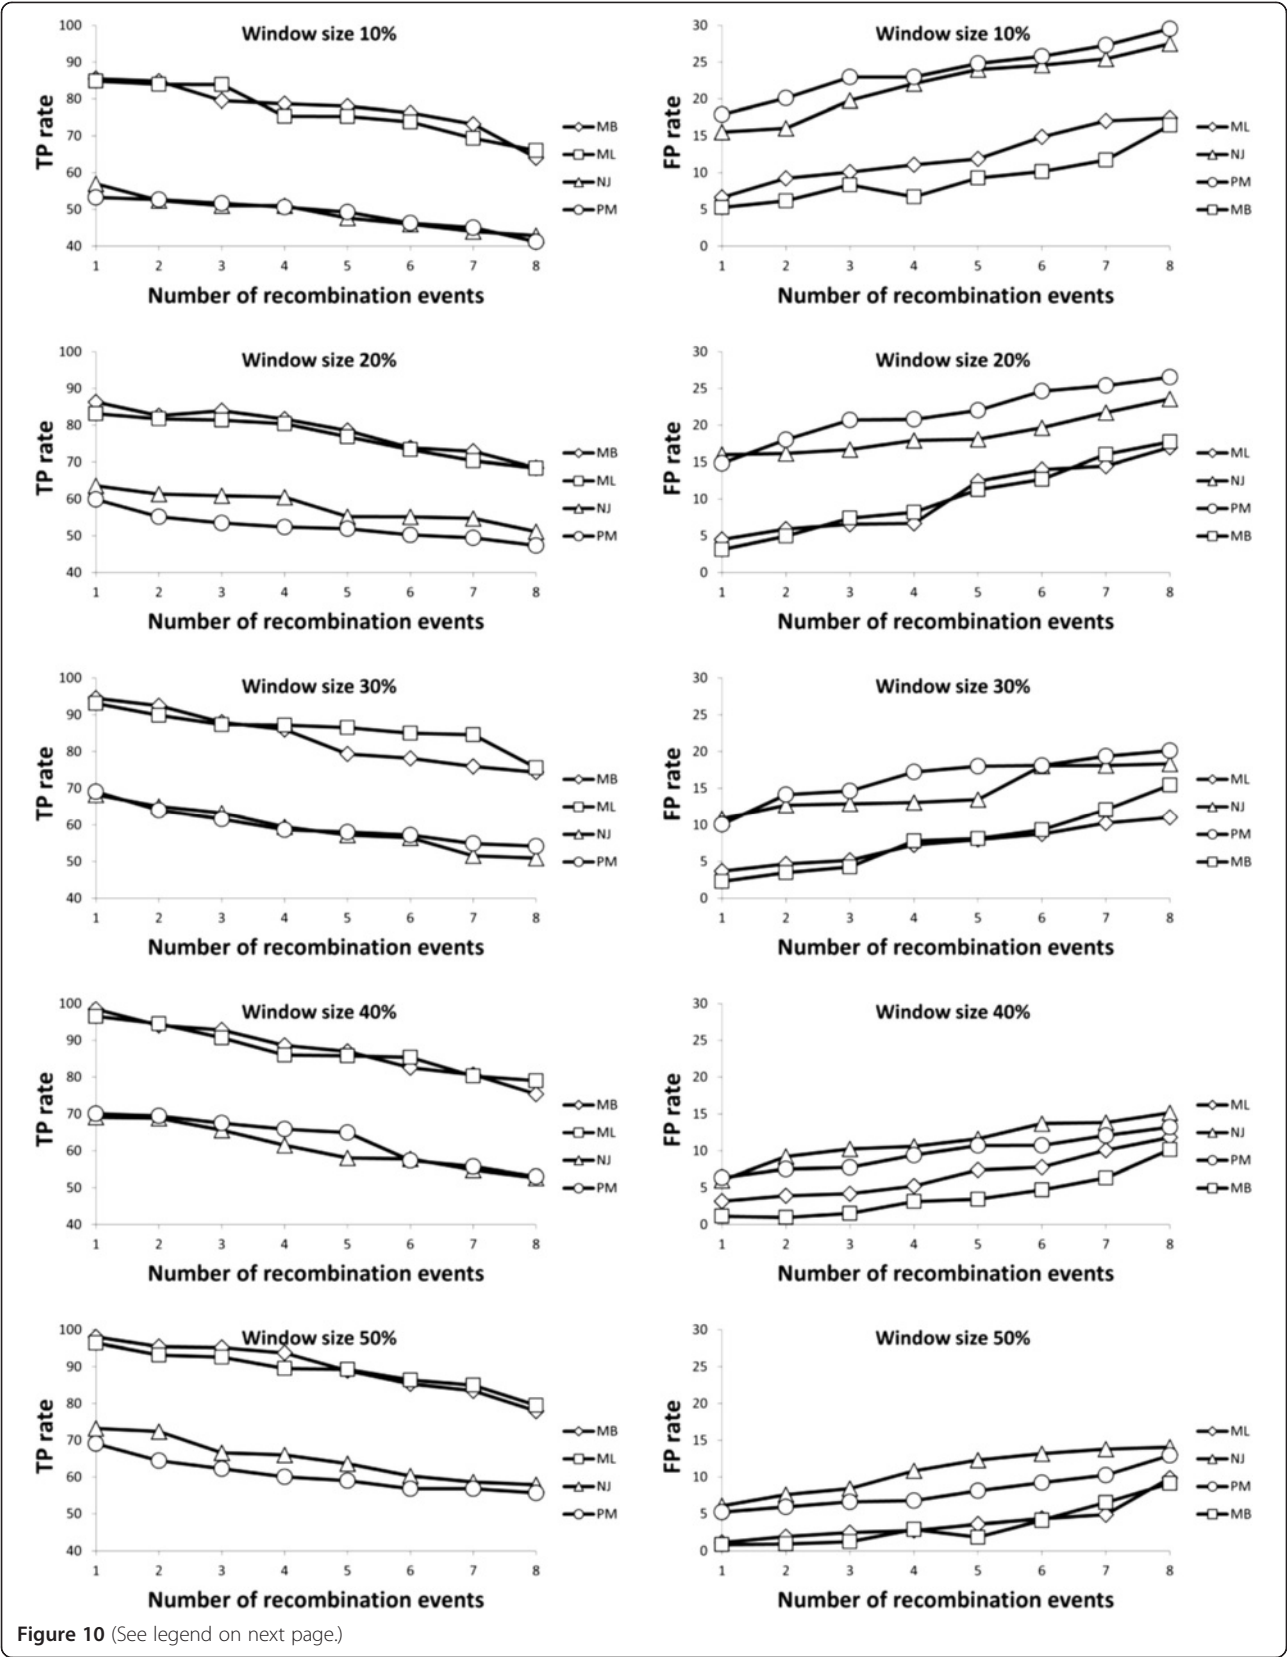 Window size 10%
TP rate
100
90
80
70
60
50
40
1 2 3 4 5 6 7 8
Number of recombination events
MB
ML
NJ
PM
Window size 10%
FP rate
30
25
20
15
10
5
0
1 2 3 4 5 6 7 8
Number of recombination events
ML
NJ
PM
MB
Window size 20%
TP rate
100
90
80
70
60
50
40
1 2 3 4 5 6 7 8
Number of recombination events
MB
ML
NJ
PM
Window size 20%
FP rate
30
25
20
15
10
5
0
1 2 3 4 5 6 7 8
Number of recombination events
ML
NJ
PM
MB
Window size 30%
TP rate
100
90
80
70
60
50
40
1 2 3 4 5 6 7 8
Number of recombination events
MB
ML
NJ
PM
Window size 30%
FP rate
30
25
20
15
10
5
0
1 2 3 4 5 6 7 8
Number of recombination events
ML
NJ
PM
MB
Window size 40%
TP rate
100
90
80
70
60
50
40
1 2 3 4 5 6 7 8
Number of recombination events
MB
ML
NJ
PM
Window size 40%
FP rate
30
25
20
15
10
5
0
1 2 3 4 5 6 7 8
Number of recombination events
ML
NJ
PM
MB
Window size 50%
TP rate
100
90
80
70
60
50
40
1 2 3 4 5 6 7 8
Number of recombination events
MB
ML
NJ
PM
Window size 50%
FP rate
30
25
20
15
10
5
0
1 2 3 4 5 6 7 8
Number of recombination events
ML
NJ
PM
MB
Figure 10 (See legend on next page.)